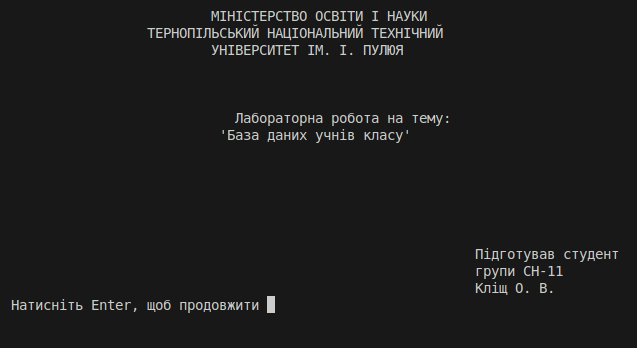 МІНІСТЕРСТВО ОСВІТИ І НАУКИ
ТЕРНОПІЛЬСЬКИЙ НАЦІОНАЛЬНИЙ ТЕХНІЧНИЙ
УНІВЕРСИТЕТ ІМ. І. ПУЛЮЯ
Лабораторна робота на тему:
'База даних учнів класу'
Підготував студент
групи СН-11
Кліщ О. В.
Натисніть Enter, щоб продовжити